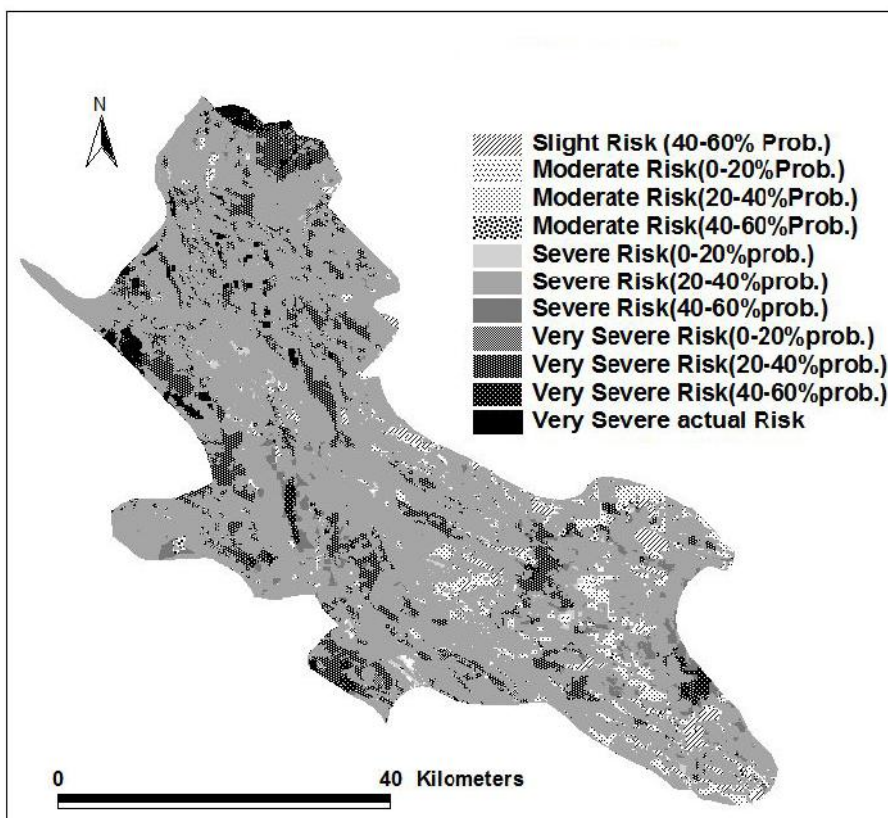 N
Slight Risk (40-60% Prob.)
Moderate Risk(0-20%Prob.)
Moderate Risk(20-40%Prob.)
Moderate Risk(40-60%Prob.)
Severe Risk(0-20%prob.)
Severe Risk(20-40%prob.)
Severe Risk(40-60%prob.)
Very Severe Risk(0-20%prob.)
Very Severe Risk(20-40%prob.)
Very Severe Risk(40-60%prob.)
Very Severe actual Risk
0 40 Kilometers